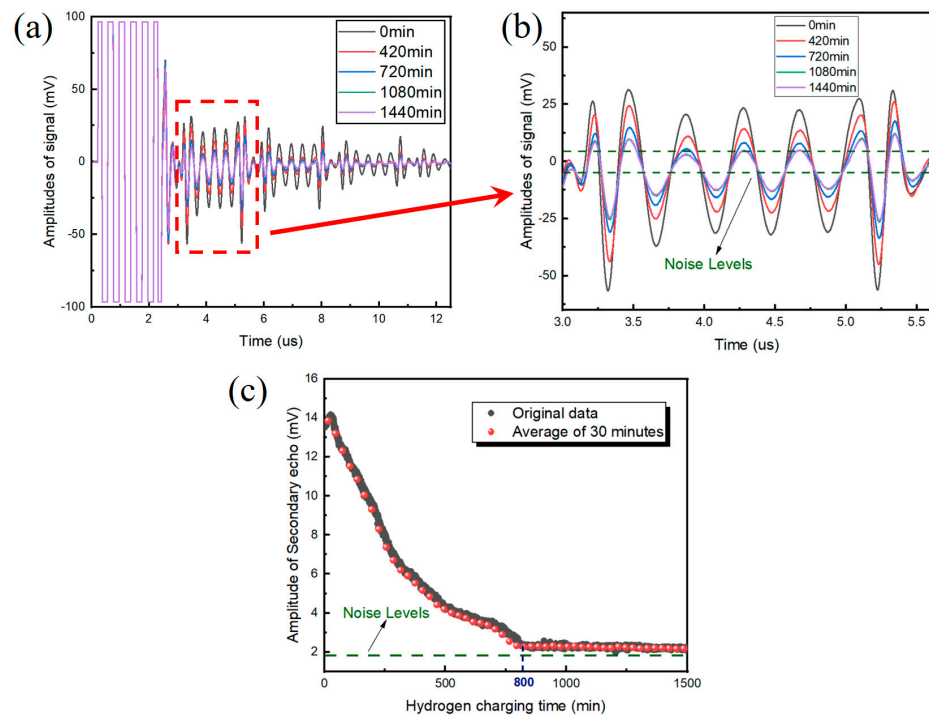 (a)
Amplitudes of signal (mV)
100
50
0
-50
-100
0 2 4 6 8 10 12
Time (us)
0min
420min
720min
1080min
1440min
(b)
Amplitudes of signal (mV)
50
25
0
-25
-50
3.0 3.5 4.0 4.5 5.0 5.5
Time (us)
0min
420min
720min
1080min
1440min
Noise Levels
(c)
Amplitude of Secondary echo (mV)
16
14
12
10
8
6
4
2
0 250 500 750 800 1000 1250 1500
Hydrogen charging time (min)
Original data
Average of 30 minutes
Noise Levels